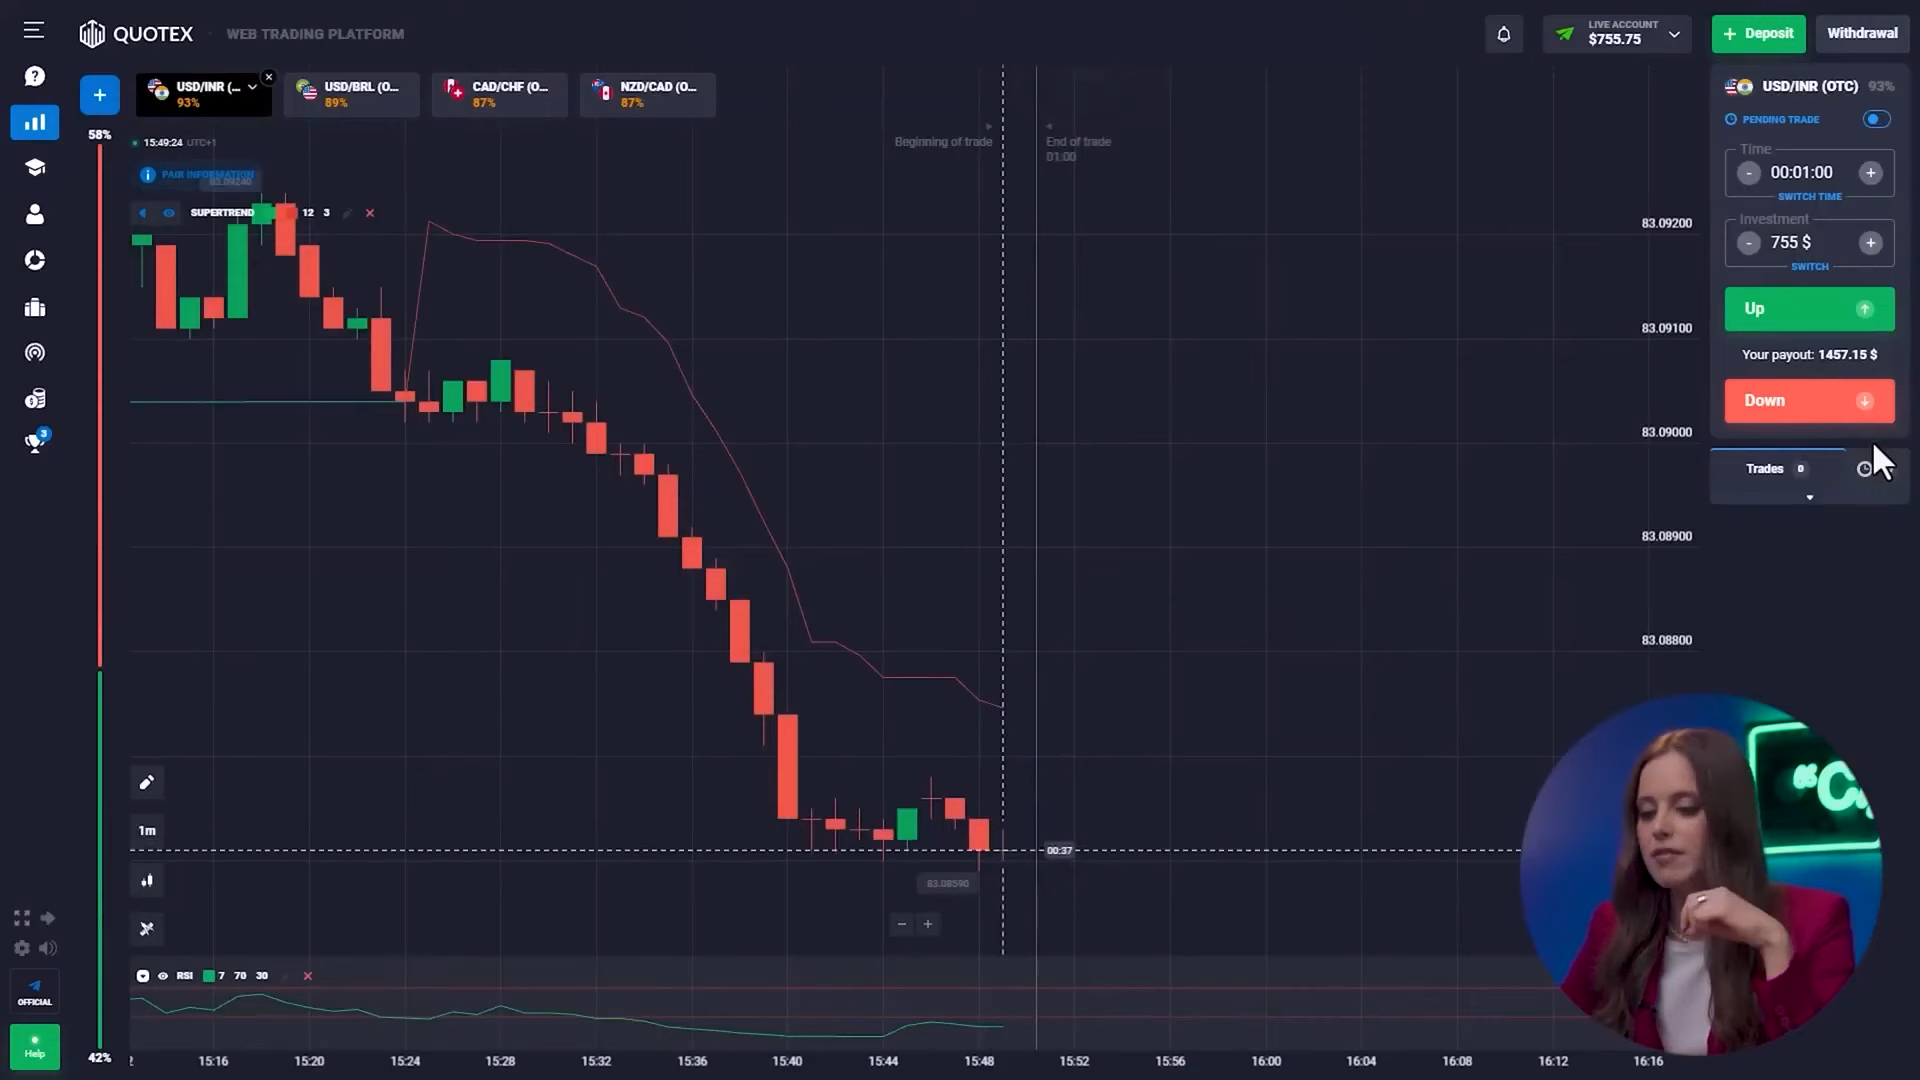 QUOTEX
WEB TRADING PLATFORM
LIVE ACCOUNT
$755.75
Deposit
Withdrawal
USD/INR (...
93%
USD/BRL (O...
89%
CAD/CHF (O...
87%
NZD/CAD (O...
87%
USD/INR (OTC) 93%
PENDING TRADE
58%
15:49:24 UTC+1
Beginning of trade
End of trade
01:00
Time
00:01:00
SWITCH TIME
PAIR INFORMATION
83.09240
SUPERTREND 12 3
Investment
755 $
SWITCH
83.09200
Up
83.09100
Your payout: 1457.15 $
Down
83.09000
Trades 0
3
83.08900
83.08800
1m
00:37
83.08590
RSI 7 70 30
OFFICIAL
Help
42%
2 15:16 15:20 15:24 15:28 15:32 15:36 15:40 15:44 15:48 15:52 15:56 16:00 16:04 16:08 16:12 16:16